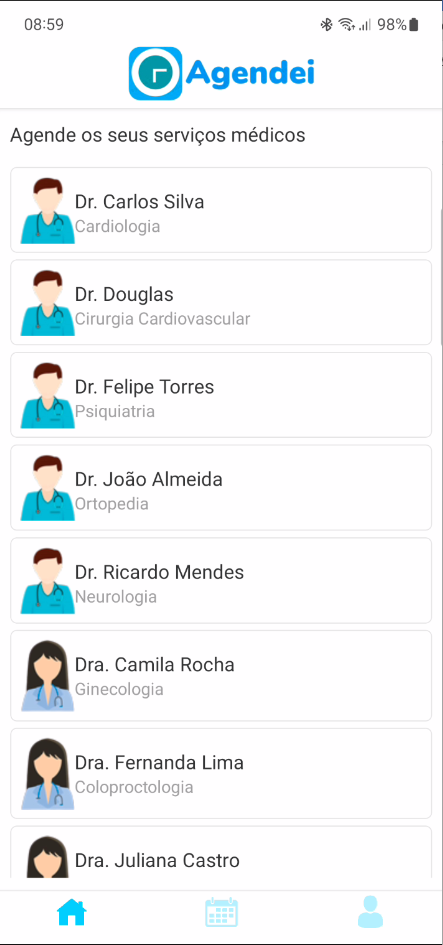 08:59 98%
Agendei
Agende os seus serviços médicos
Dr. Carlos Silva
Cardiologia
Dr. Douglas
Cirurgia Cardiovascular
Dr. Felipe Torres
Psiquiatria
Dr. João Almeida
Ortopedia
Dr. Ricardo Mendes
Neurologia
Dra. Camila Rocha
Ginecologia
Dra. Fernanda Lima
Coloproctologia
Dra. Juliana Castro